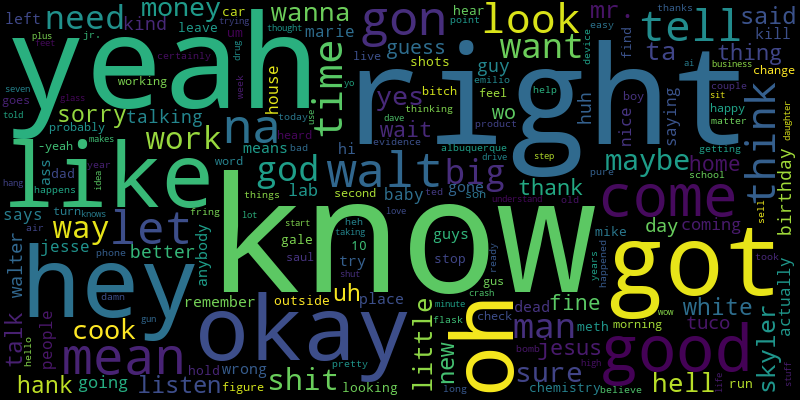 left need money car wanna gon look mr. hear thanks trying
kind leave marie point tell said
plus jr. um guess want ta thing kill
yeah drug thought live shots guy find easy device ai business
certainly house time yes bitch feel emilio help huh nice boy change
seven feet working week yo thinking right couple sit happy matter
goes told sorry talking glass use today dave wait wo saying think birthday daughter
probably work na heard evidence product albuquerque drive step maybe home getting
-yeah means hi big thank pure school
like ass dad makes year god walt baby gone come
hang happens idea word bad lab second ted son love understand old
says way let things know day coming sell
air turn knows lot start heh guys mike actually
walter jesse better anybody fring gale taking 10 stop years happened took
hey phone saul try gus ready got
damn gun remember shut crash
hello outside uh place oh dead fine white
talk people cook okay minute check meth morning wow tuco
mean little flask man jesus good skyler
hank going listen shit wrong hold pretty new bomb sure high hell life run stuff
figure looking long chemistry believe